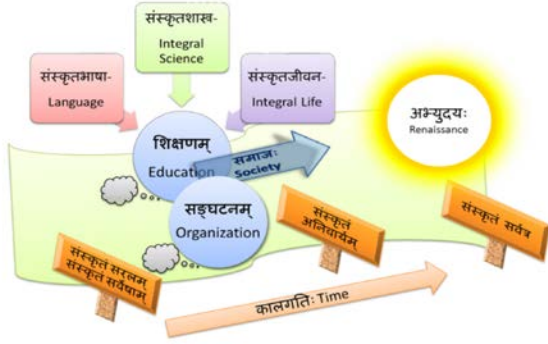 संस्कृतशास्त्र-
Integral
Science
संस्कृतभाषा-
Language
संस्कृतजीवन-
Integral Life
अभ्युदयः
Renaissance
शिक्षणम्
Education
समाजः
Society
सङ्घटनम्
Organization
संस्कृतं
अनिवार्यम्
संस्कृतं सर्वत्र
संस्कृतं सरलम्
संस्कृतं सर्वेषाम्
कालगतिः Time